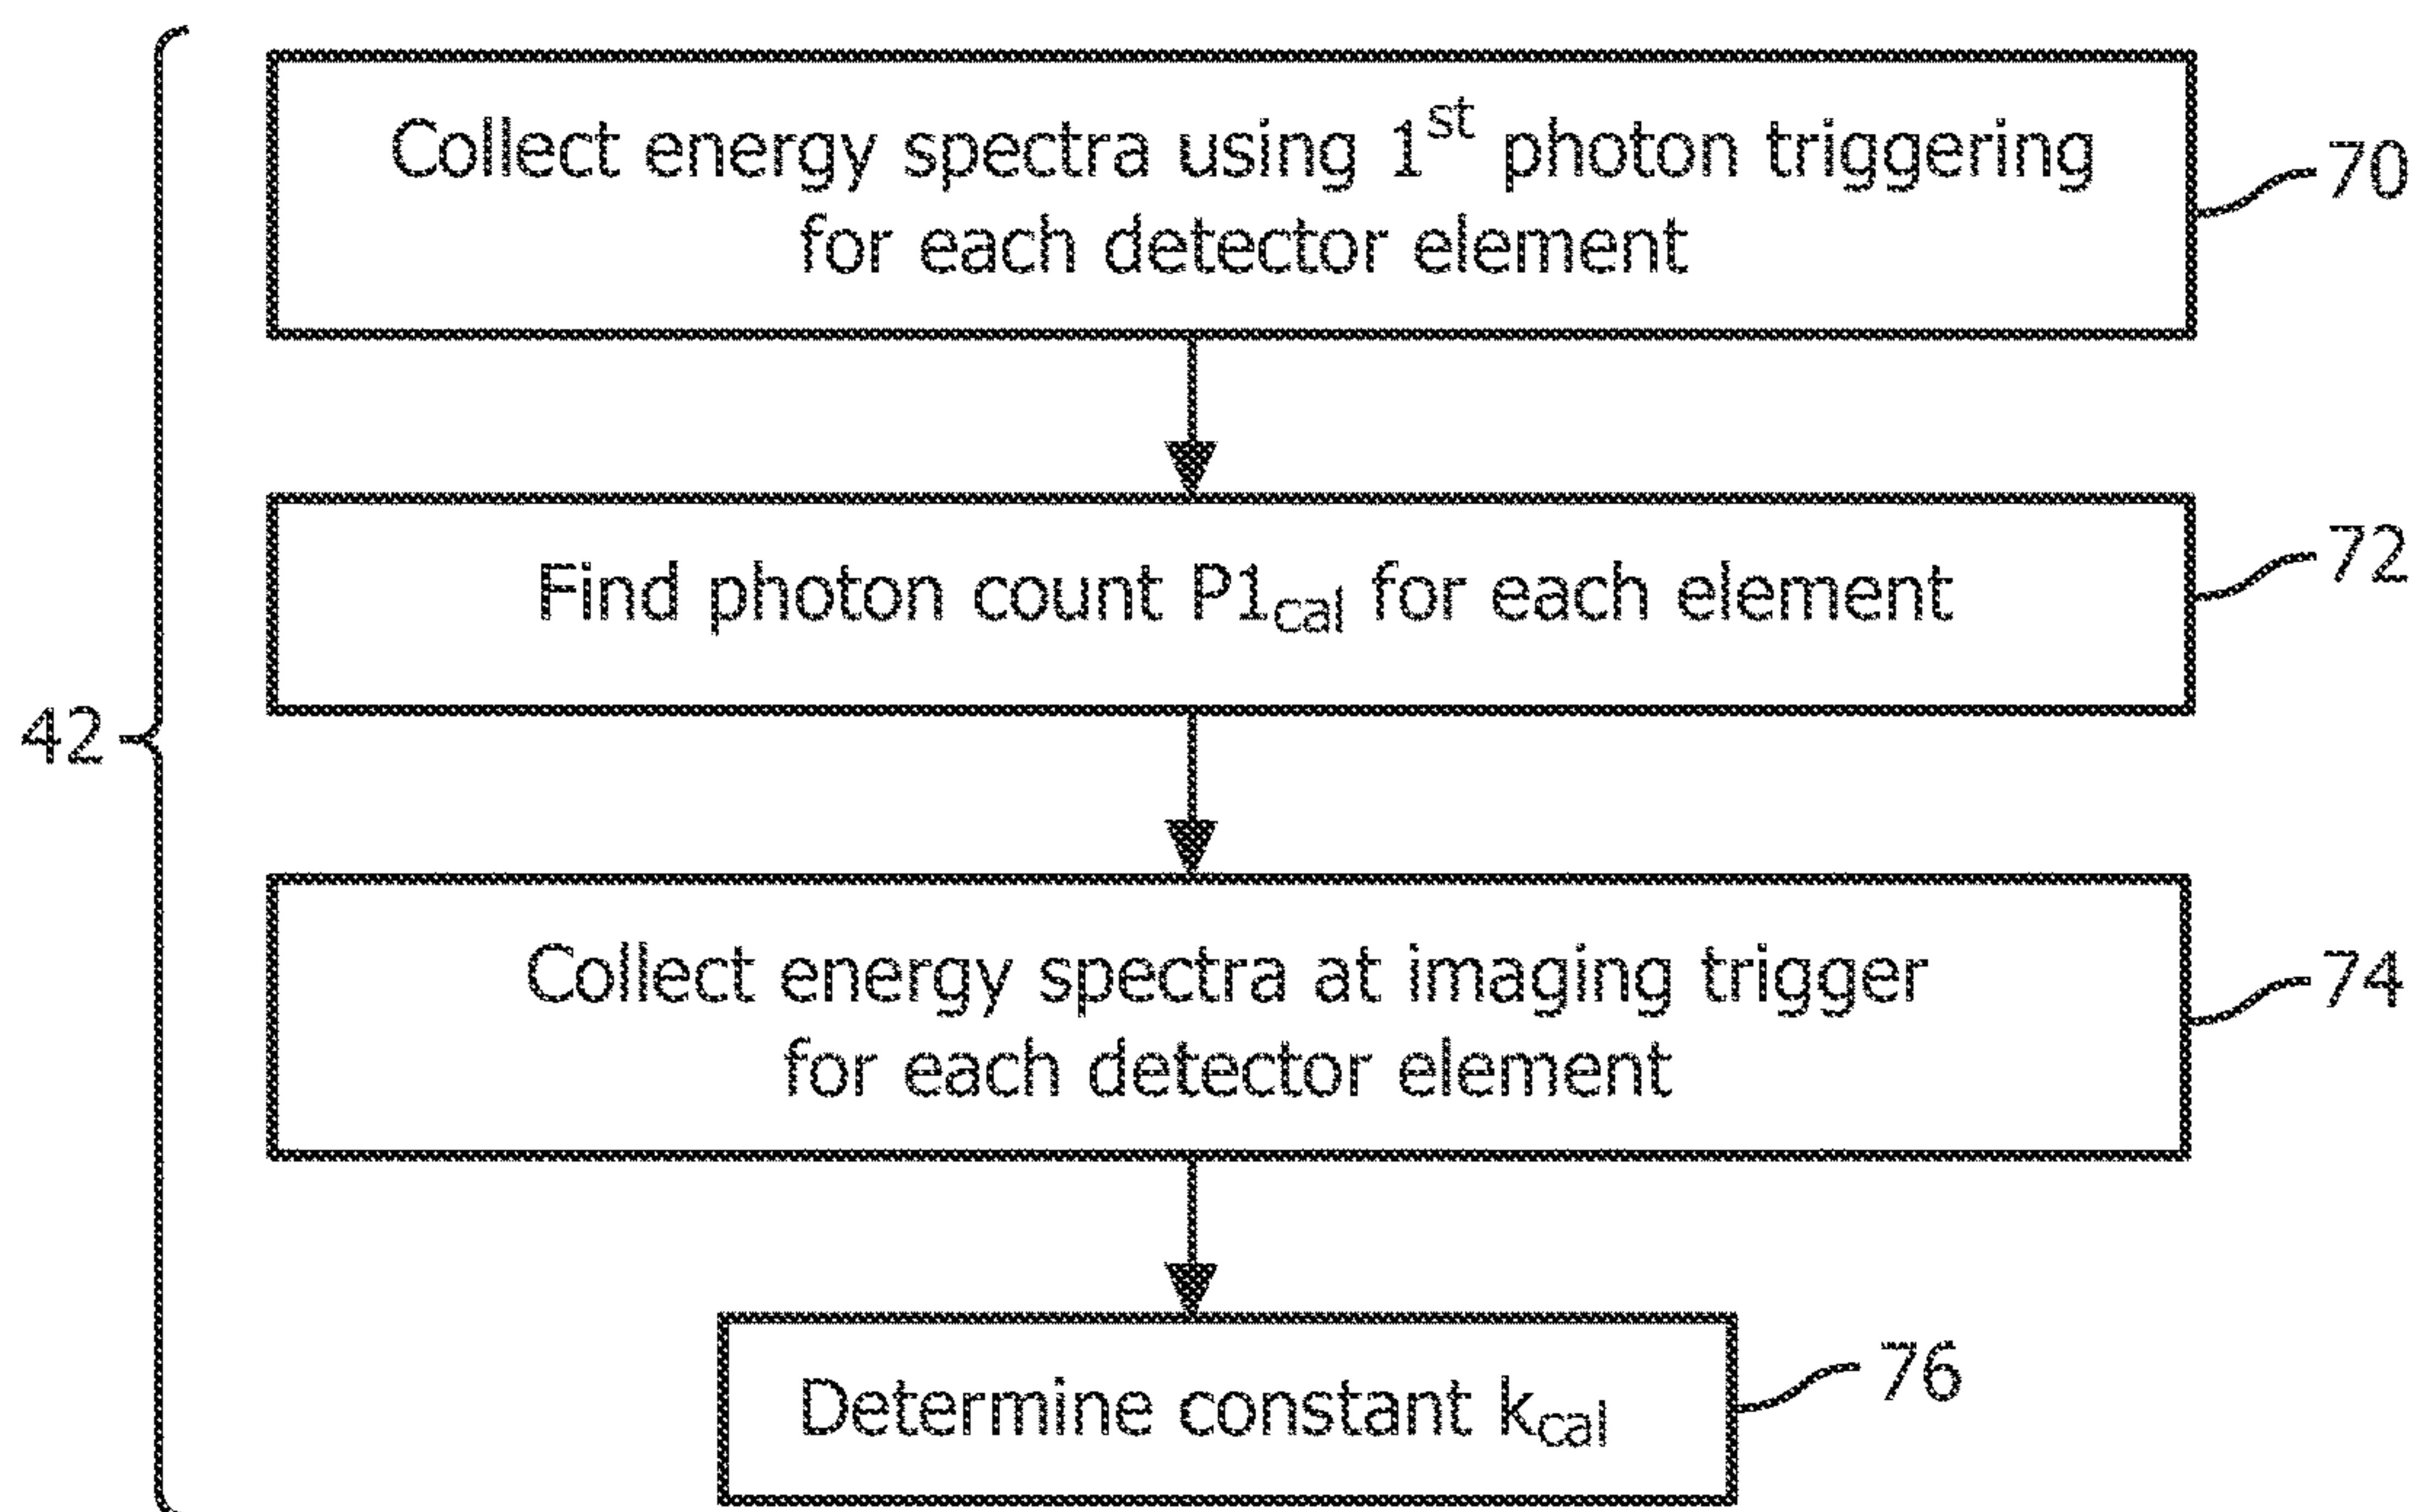 Collect energy spectra using 1st photon triggering
for each detector element
70
Find photon count P1cal for each element
72
42
Collect energy spectra at imaging trigger
for each detector element
74
Determine constant kcal
76